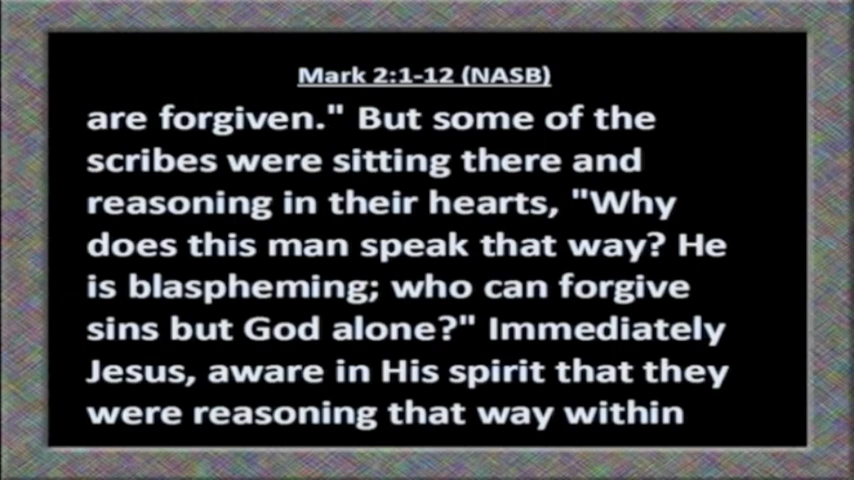 Mark 2:1-12 (NASB)
are forgiven." But some of the
scribes were sitting there and
reasoning in their hearts, "Why
does this man speak that way? He
is blaspheming; who can forgive
sins but God alone?" Immediately
Jesus, aware in His spirit that they
were reasoning that way within